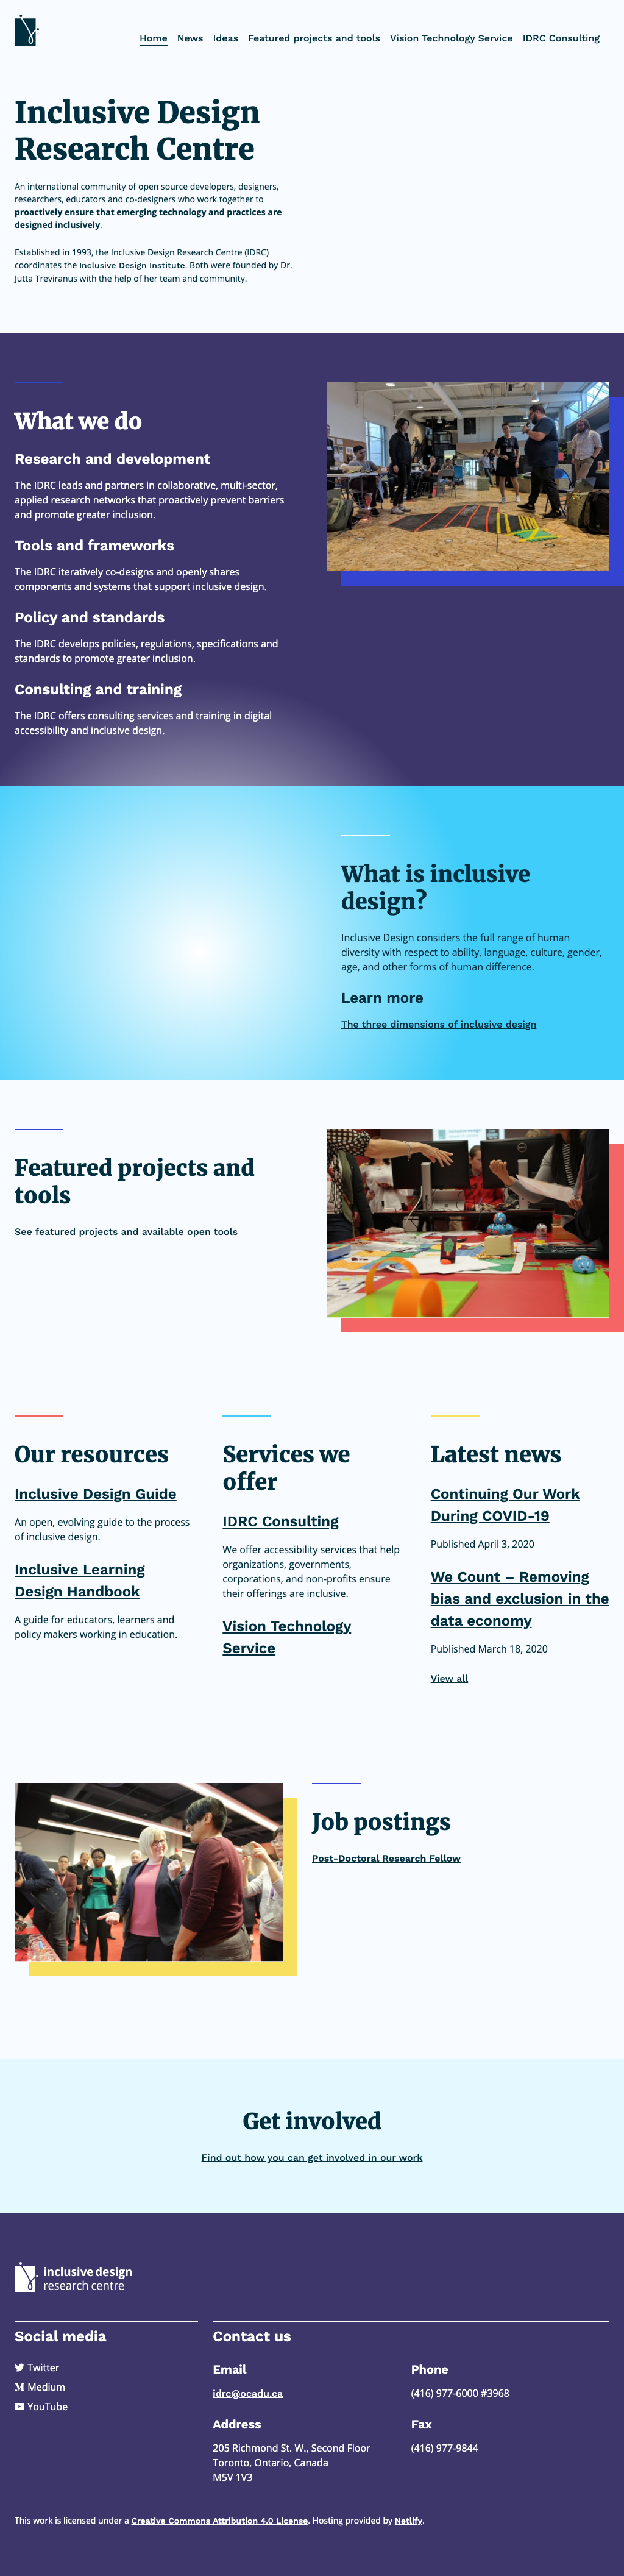 Home News Ideas Featured projects and tools Vision Technology Service IDRC Consulting
Inclusive Design
Research Centre
An international community of open source developers, designers,
researchers, educators and co-designers who work together to
proactively ensure that emerging technology and practices are
designed inclusively.
Established in 1993, the Inclusive Design Research Centre (IDRC)
coordinates the Inclusive Design Institute. Both were founded by Dr.
Jutta Treviranus with the help of her team and community.
What we do
Research and development
The IDRC leads and partners in collaborative, multi-sector,
applied research networks that proactively prevent barriers
and promote greater inclusion.
Tools and frameworks
The IDRC iteratively co-designs and openly shares
components and systems that support inclusive design.
Policy and standards
The IDRC develops policies, regulations, specifications and
standards to promote greater inclusion.
Consulting and training
The IDRC offers consulting services and training in digital
accessibility and inclusive design.
What is inclusive
design?
Inclusive Design considers the full range of human
diversity with respect to ability, language, culture, gender,
age, and other forms of human difference.
Learn more
The three dimensions of inclusive design
Featured projects and
tools
See featured projects and available open tools
Our resources
Inclusive Design Guide
An open, evolving guide to the process
of inclusive design.
Inclusive Learning
Design Handbook
A guide for educators, learners and
policy makers working in education.
Services we
offer
IDRC Consulting
We offer accessibility services that help
organizations, governments,
corporations, and non-profits ensure
their offerings are inclusive.
Vision Technology
Service
Latest news
Continuing Our Work
During COVID-19
Published April 3, 2020
We Count – Removing
bias and exclusion in the
data economy
Published March 18, 2020
View all
Job postings
Post-Doctoral Research Fellow
Get involved
Find out how you can get involved in our work
inclusive design
research centre
Social media
Twitter
Medium
YouTube
Contact us
Email
idrc@ocadu.ca
Phone
(416) 977-6000 #3968
Address
205 Richmond St. W., Second Floor
Toronto, Ontario, Canada
M5V 1V3
Fax
(416) 977-9844
This work is licensed under a Creative Commons Attribution 4.0 License. Hosting provided by Netlify.